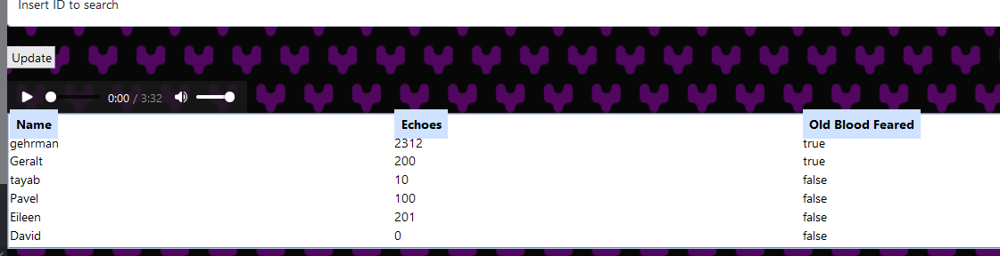 Insert ID to search
Update
0:00 / 3:32
Name Echoes Old Blood Feared
gehrman 2312 true
Geralt 200 true
tayab 10 false
Pavel 100 false
Eileen 201 false
David 0 false